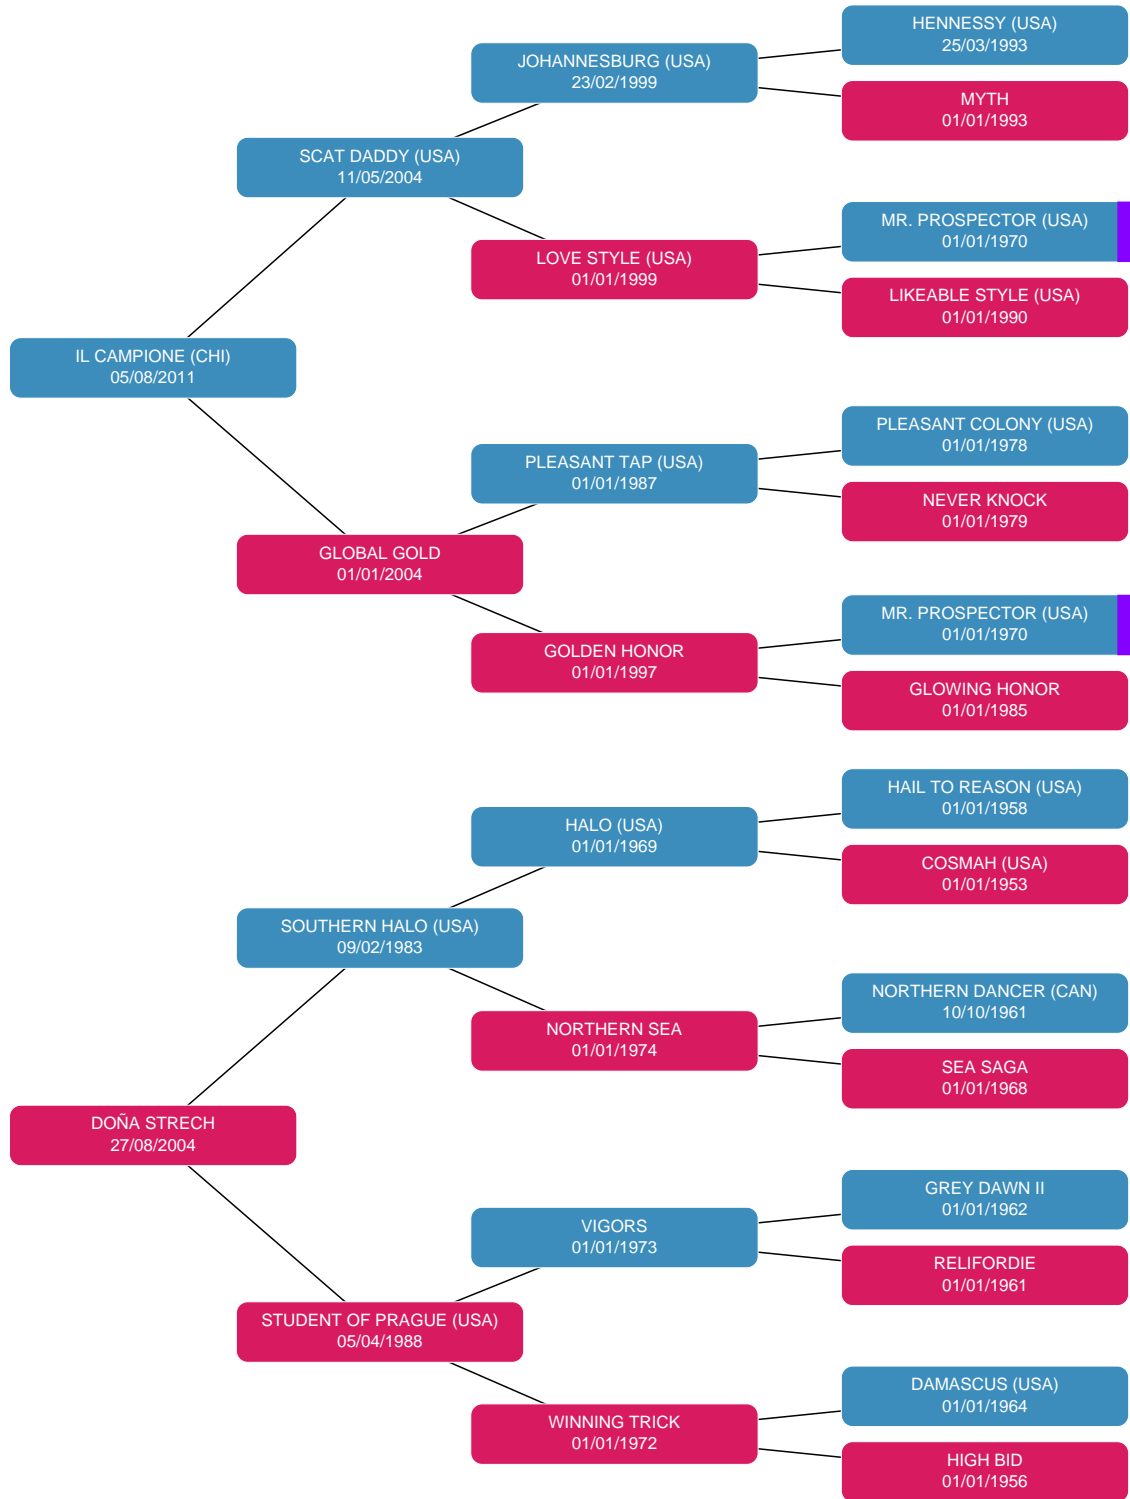 HENNESSY (USA)
25/03/1993
JOHANNESBURG (USA)
23/02/1999
MYTH
01/01/1993
SCAT DADDY (USA)
11/05/2004
MR. PROSPECTOR (USA)
01/01/1970
LOVE STYLE (USA)
01/01/1999
LIKEABLE STYLE (USA)
01/01/1990
IL CAMPIONE (CHI)
05/08/2011
PLEASANT COLONY (USA)
01/01/1978
PLEASANT TAP (USA)
01/01/1987
NEVER KNOCK
01/01/1979
GLOBAL GOLD
01/01/2004
MR. PROSPECTOR (USA)
01/01/1970
GOLDEN HONOR
01/01/1997
GLOWING HONOR
01/01/1985
HAIL TO REASON (USA)
01/01/1958
HALO (USA)
01/01/1969
COSMAH (USA)
01/01/1953
SOUTHERN HALO (USA)
09/02/1983
NORTHERN DANCER (CAN)
10/10/1961
NORTHERN SEA
01/01/1974
SEA SAGA
01/01/1968
DOÑA STRECH
27/08/2004
GREY DAWN II
01/01/1962
VIGORS
01/01/1973
RELIFORDIE
01/01/1961
STUDENT OF PRAGUE (USA)
05/04/1988
DAMASCUS (USA)
01/01/1964
WINNING TRICK
01/01/1972
HIGH BID
01/01/1956